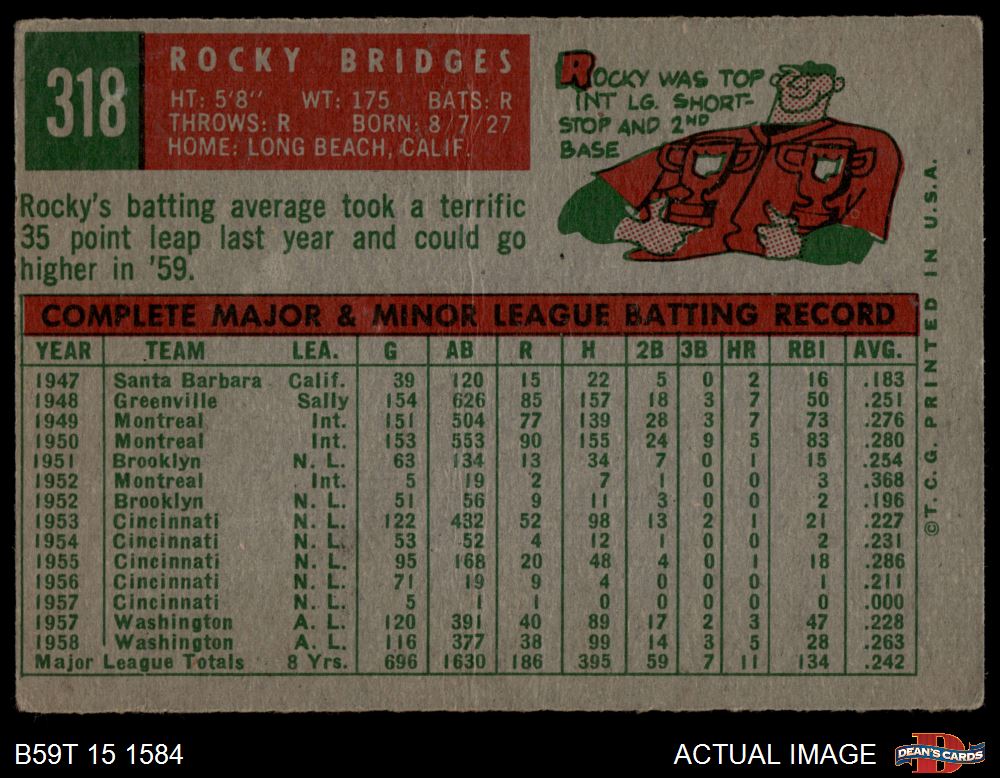 318
ROCKY BRIDGES
HT: 5'8'' WT: 175 BATS: R
THROWS: R BORN: 8/7/27
HOME: LONG BEACH, CALIF.
ROCKY WAS TOP
INT LG. SHORT-
STOP AND 2ND
BASE
Rocky's batting average took a terrific
35 point leap last year and could go
higher in '59.
COMPLETE MAJOR & MINOR LEAGUE BATTING RECORD
YEAR TEAM LEA. G AB R H 2B 3B HR RBI AVG.
1947 Santa Barbara Calif. 39 120 15 22 5 0 2 16 .183
1948 Greenville Sally 154 626 85 157 18 3 7 50 .251
1949 Montreal Int. 151 504 77 139 28 3 7 73 .276
1950 Montreal Int. 153 553 90 155 24 9 5 83 .280
1951 Brooklyn N. L. 63 134 13 34 7 0 1 15 .254
1952 Montreal Int. 5 19 2 7 1 0 0 3 .368
1952 Brooklyn N. L. 51 56 9 11 3 0 0 2 .196
1953 Cincinnati N. L. 122 432 52 98 13 2 1 21 .227
1954 Cincinnati N. L. 53 52 4 12 1 0 0 2 .231
1955 Cincinnati N. L. 95 168 20 48 4 0 1 18 .286
1956 Cincinnati N. L. 71 19 9 4 0 0 0 1 .211
1957 Cincinnati N. L. 5 1 1 0 0 0 0 0 .000
1957 Washington A. L. 120 391 40 89 17 2 3 47 .228
1958 Washington A. L. 116 377 38 99 14 3 5 28 .263
Major League Totals 8 Yrs. 696 1630 186 395 59 7 11 134 .242
©T.C.G. PRINTED IN U.S.A.
B59T 15 1584
ACTUAL IMAGE
DEAN'S CARDS